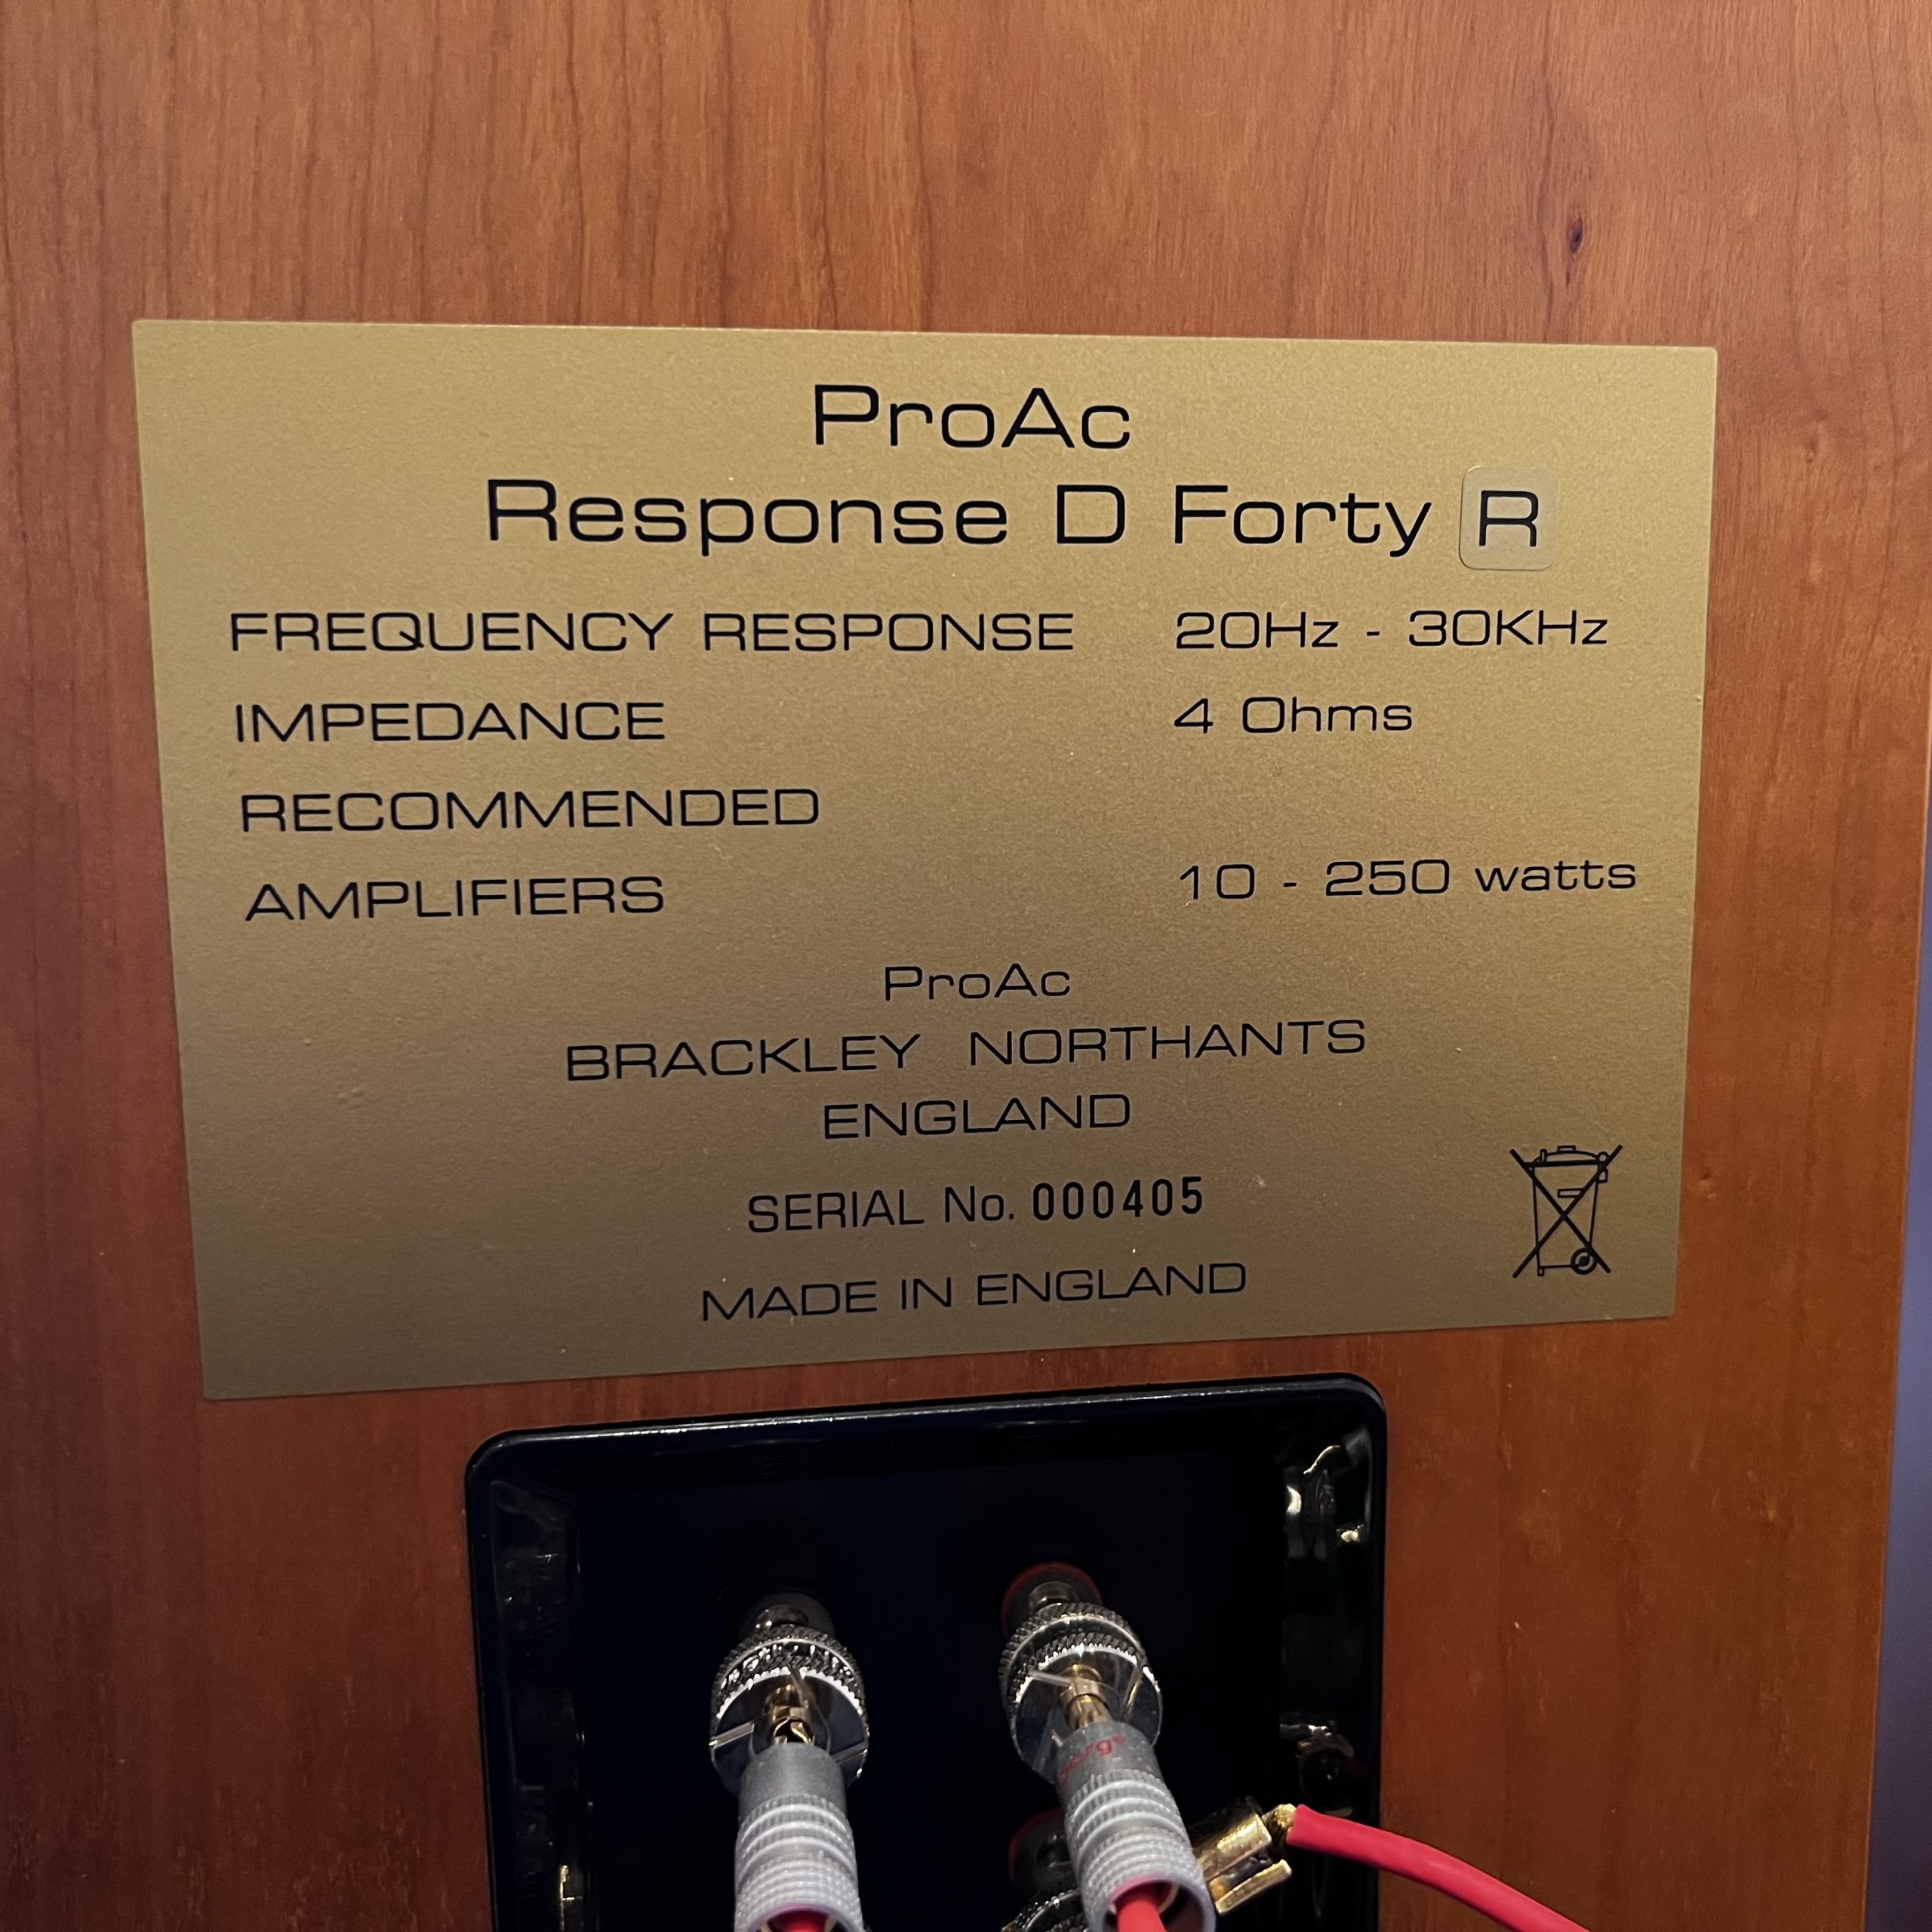 ProAc
Response D Forty R
FREQUENCY RESPONSE 20Hz - 30KHz
IMPEDANCE 4 Ohms
RECOMMENDED
AMPLIFIERS 10 - 250 watts
ProAc
BRACKLEY NORTHANTS
ENGLAND
SERIAL No. 000405
MADE IN ENGLAND